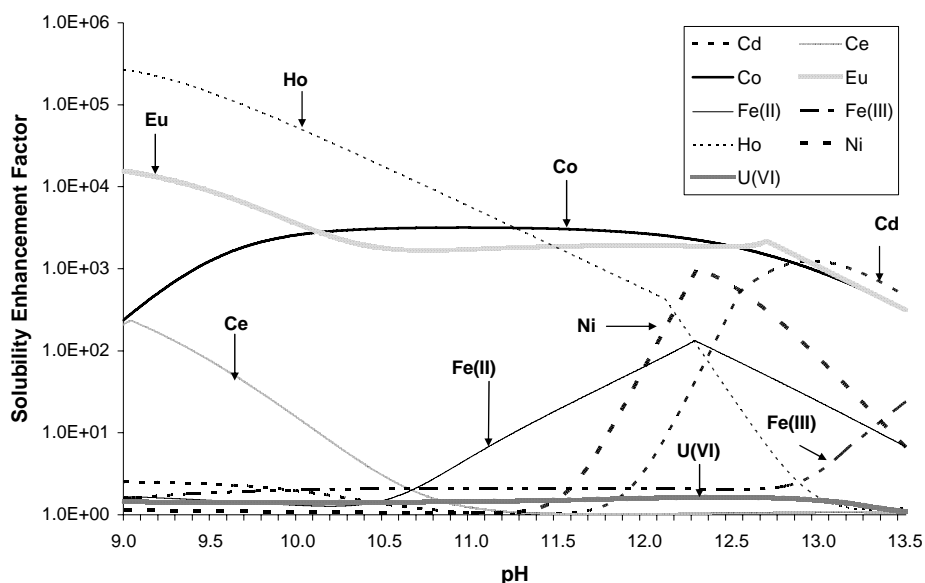 Solubility Enhancement Factor
1.0E+06
1.0E+05
1.0E+04
1.0E+03
1.0E+02
1.0E+01
1.0E+00
Ho
Eu
Co
Cd
Ce
Ni
Fe(II)
Fe(III)
U(VI)
Cd Ce
Co Eu
Fe(II) Fe(III)
Ho Ni
U(VI)
9.0 9.5 10.0 10.5 11.0 11.5 12.0 12.5 13.0 13.5
pH